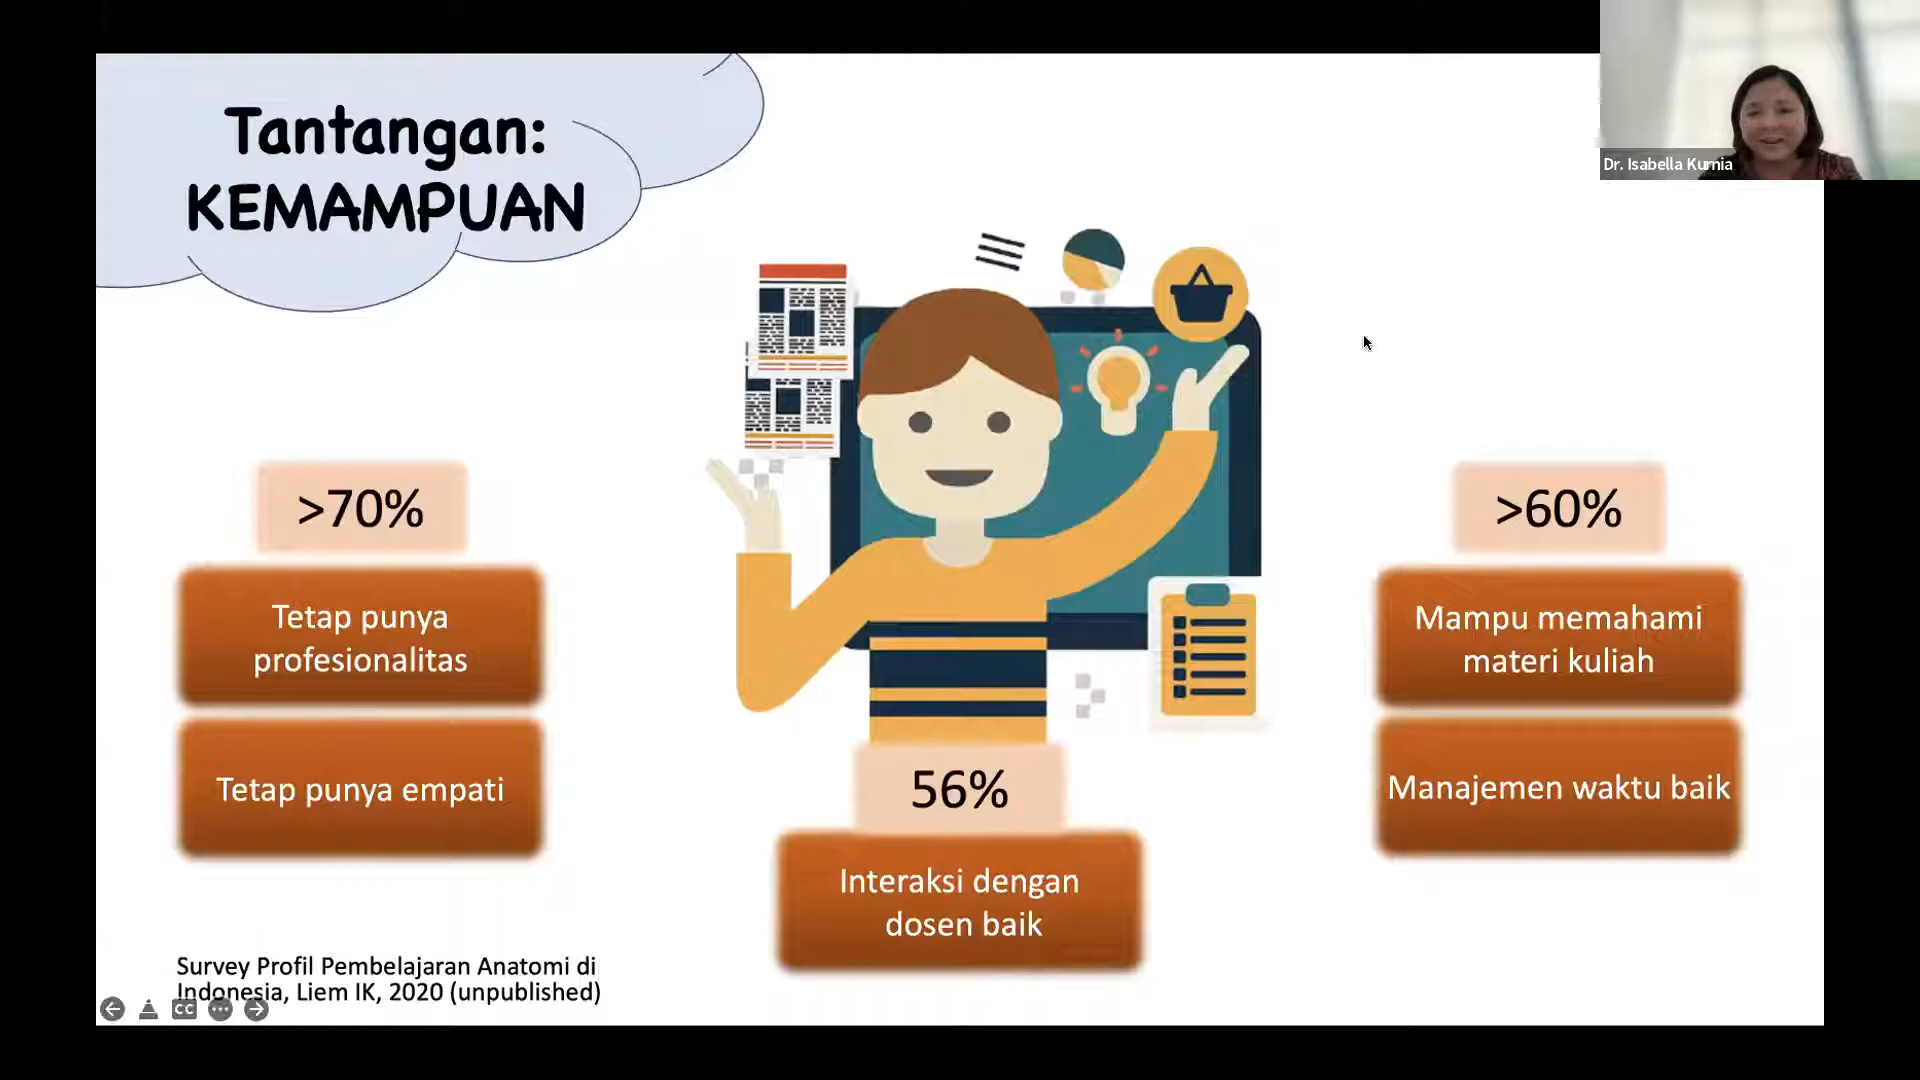 Tantangan:
KEMAMPUAN
Dr. Isabella Kurnia
>70%
Tetap punya
profesionalitas
Tetap punya empati
56%
Interaksi dengan
dosen baik
>60%
Mampu memahami
materi kuliah
Manajemen waktu baik
Survey Profil Pembelajaran Anatomi di
Indonesia, Liem IK, 2020 (unpublished)
CC